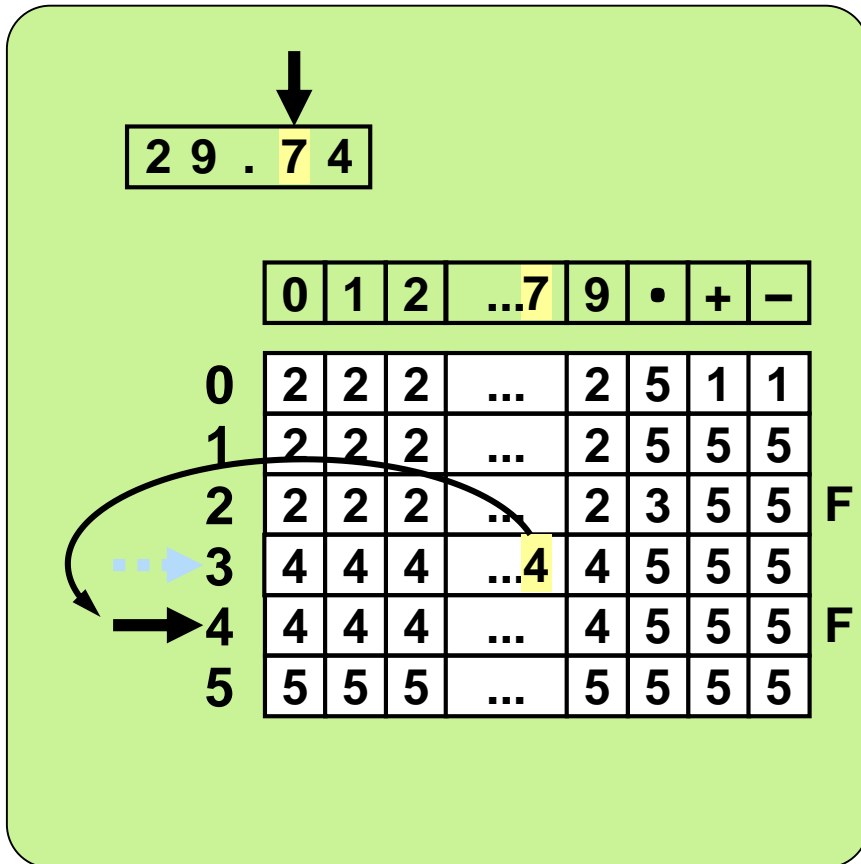 2 9 . 7 4
0 1 2 ...7 9 • + −
0 2 2 2 ... 2 5 1 1
1 2 2 2 ... 2 5 5 5
2 2 2 2 ... 2 3 5 5 F
3 4 4 4 ...4 4 5 5 5
4 4 4 4 ... 4 5 5 5 F
5 5 5 5 ... 5 5 5 5